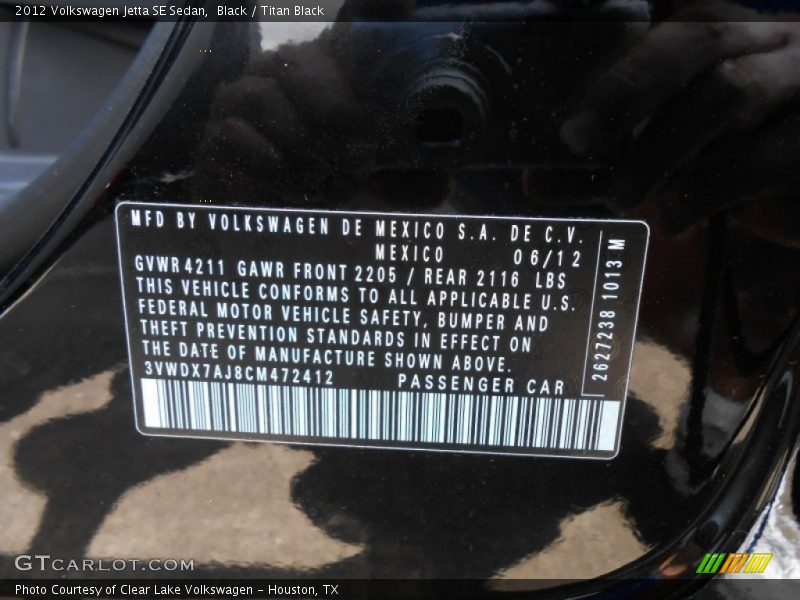 2012 Volkswagen Jetta SE Sedan,  Black / Titan Black
MFD BY VOLKSWAGEN DE MEXICO S.A. DE C.V.
MEXICO 06/12
GVWR 4211 GAWR FRONT 2205 / REAR 2116 LBS
THIS VEHICLE CONFORMS TO ALL APPLICABLE U.S.
FEDERAL MOTOR VEHICLE SAFETY, BUMPER AND
THEFT PREVENTION STANDARDS IN EFFECT ON
THE DATE OF MANUFACTURE SHOWN ABOVE.
3VWDX7AJ8CM472412 PASSENGER CAR
2627238 1013 M
GTCARLOT.COM
Photo Courtesy of Clear Lake Volkswagen – Houston, TX